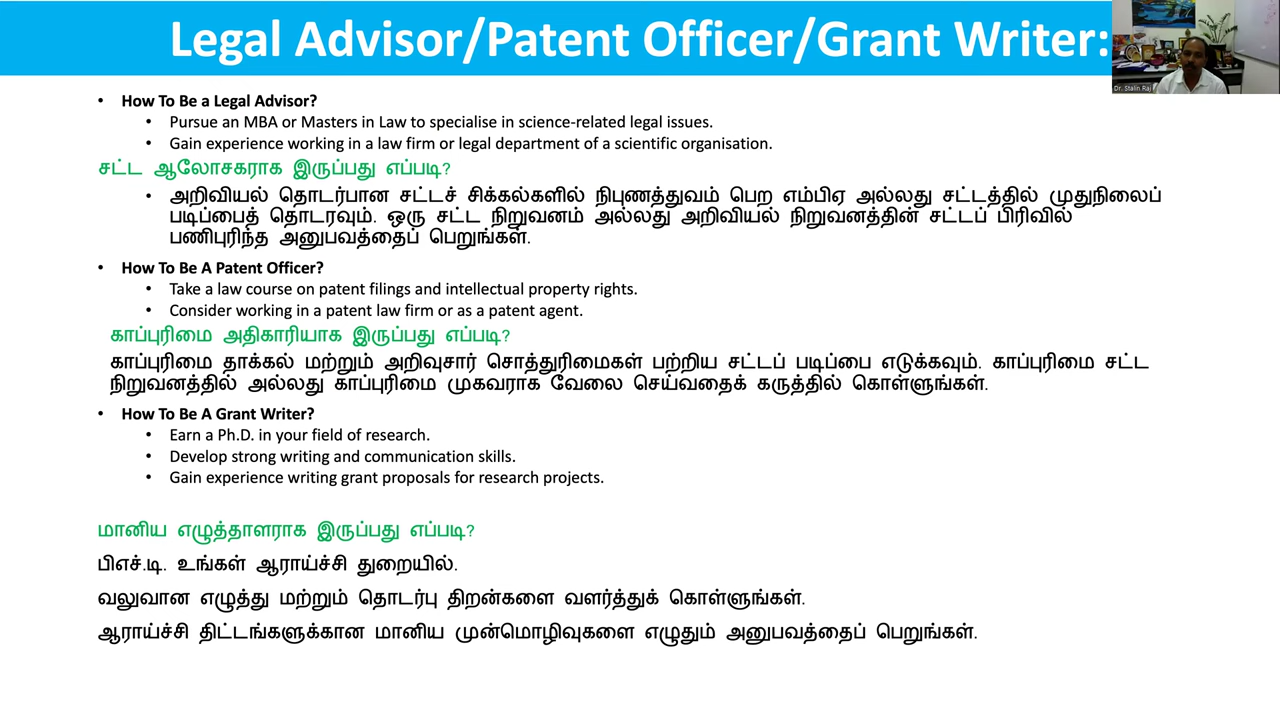 Legal Advisor/Patent Officer/Grant Writer:
Dr. Stalin Raj
• How To Be a Legal Advisor?
• Pursue an MBA or Masters in Law to specialise in science-related legal issues.
• Gain experience working in a law firm or legal department of a scientific organisation.
சட்ட ஆலோசகராக இருப்பது எப்படி?
• அறிவியல் தொடர்பான சட்டச் சிக்கல்களில் நிபுணத்துவம் பெற எம்பிஏ அல்லது சட்டத்தில் முதுநிலைப்
படிப்பைத் தொடரவும். ஒரு சட்ட நிறுவனம் அல்லது அறிவியல் நிறுவனத்தின் சட்டப் பிரிவில்
பணிபுரிந்த அனுபவத்தைப் பெறுங்கள்.
• How To Be A Patent Officer?
• Take a law course on patent filings and intellectual property rights.
• Consider working in a patent law firm or as a patent agent.
காப்புரிமை அதிகாரியாக இருப்பது எப்படி?
காப்புரிமை தாக்கல் மற்றும் அறிவுசார் சொத்துரிமைகள் பற்றிய சட்டப் படிப்பை எடுக்கவும். காப்புரிமை சட்ட
நிறுவனத்தில் அல்லது காப்புரிமை முகவராக வேலை செய்வதைக் கருத்தில் கொள்ளுங்கள்.
• How To Be A Grant Writer?
• Earn a Ph.D. in your field of research.
• Develop strong writing and communication skills.
• Gain experience writing grant proposals for research projects.
மானிய எழுத்தாளராக இருப்பது எப்படி?
பிஎச்.டி. உங்கள் ஆராய்ச்சி துறையில்.
வலுவான எழுத்து மற்றும் தொடர்பு திறன்களை வளர்த்துக் கொள்ளுங்கள்.
ஆராய்ச்சி திட்டங்களுக்கான மானிய முன்மொழிவுகளை எழுதும் அனுபவத்தைப் பெறுங்கள்.